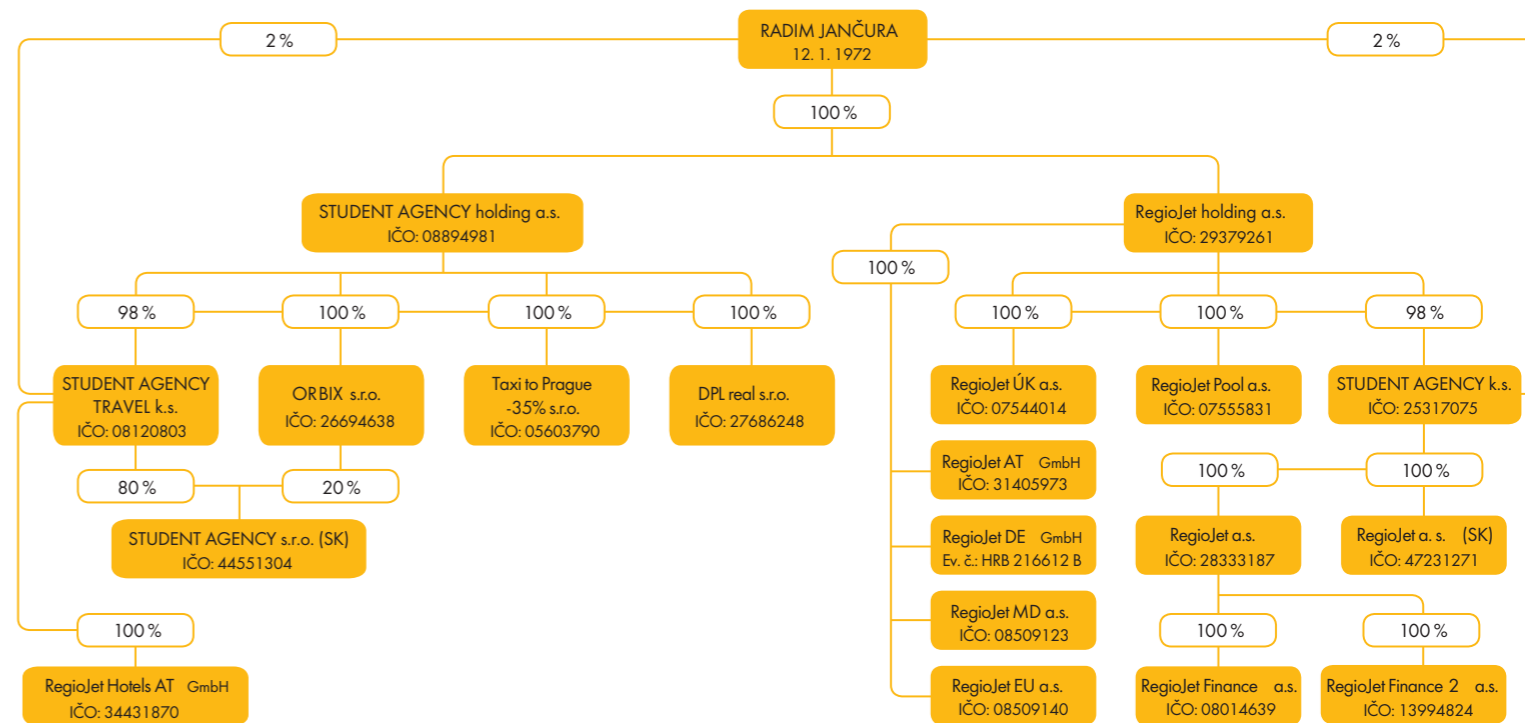 2 %
RADIM JANČURA
12. 1. 1972
2 %
100 %
STUDENT AGENCY holding a.s.
IČO: 08894981
RegioJet holding a.s.
IČO: 29379261
100 %
98 %
100 %
100 %
100 %
100 %
100 %
98 %
STUDENT AGENCY
TRAVEL k.s.
IČO: 08120803
ORBIX s.r.o.
IČO: 26694638
Taxi to Prague
-35% s.r.o.
IČO: 05603790
DPL real s.r.o.
IČO: 27686248
RegioJet ÚK a.s.
IČO: 07544014
RegioJet Pool a.s.
IČO: 07555831
STUDENT AGENCY k.s.
IČO: 25317075
80 %
20 %
RegioJet AT GmbH
IČO: 31405973
100 %
100 %
STUDENT AGENCY s.r.o. (SK)
IČO: 44551304
RegioJet DE GmbH
Ev. č.: HRB 216612 B
RegioJet a.s.
IČO: 28333187
RegioJet a. s. (SK)
IČO: 47231271
100 %
RegioJet MD a.s.
IČO: 08509123
100 %
100 %
RegioJet Hotels AT GmbH
IČO: 34431870
RegioJet EU a.s.
IČO: 08509140
RegioJet Finance a.s.
IČO: 08014639
RegioJet Finance 2 a.s.
IČO: 13994824